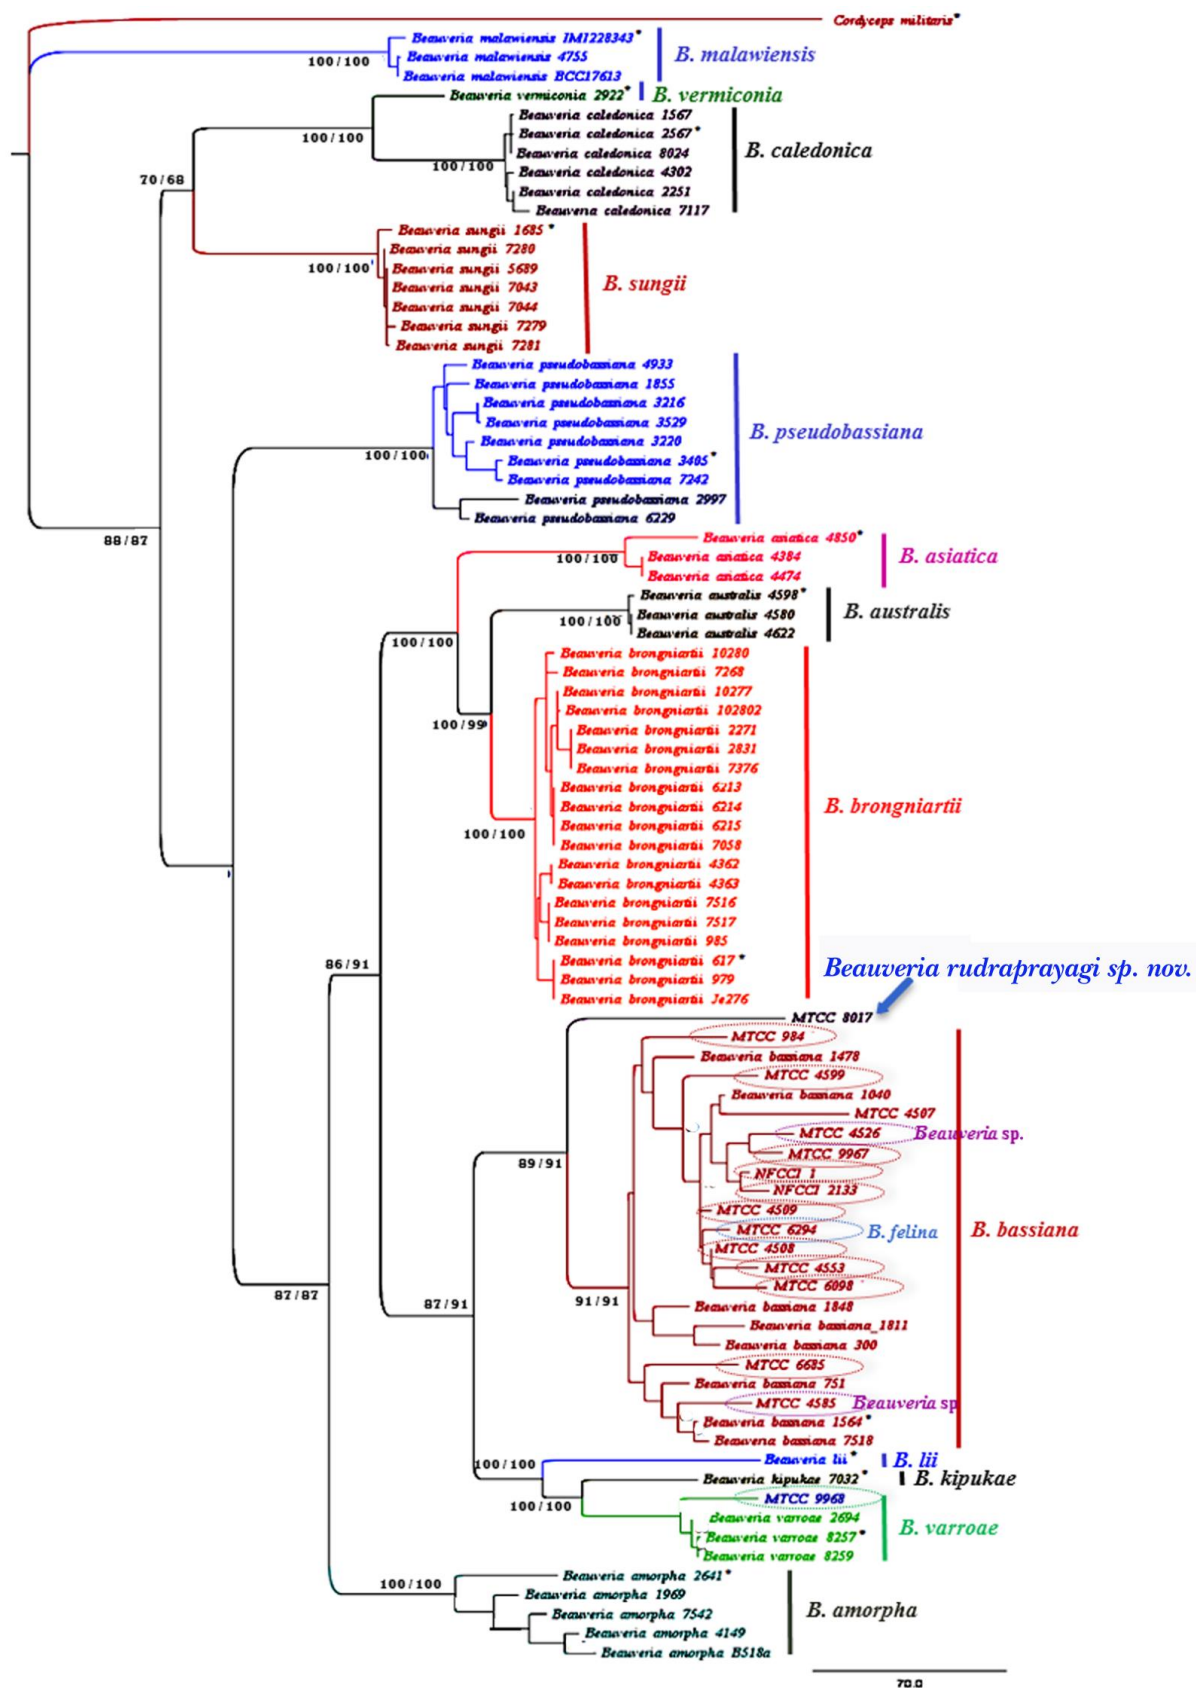 Cordyceps militaris*
Beauveria malawiensis IMI228343*
Beauveria malawiensis 4755
B. malawiensis
100/100
Beauveria malawiensis BCC17613
Beauveria vermiconia 2922*
B. vermiconia
Beauveria caledonica 1567
100/100
Beauveria caledonica 2567*
Beauveria caledonica 8024
B. caledonica
100/100
Beauveria caledonica 4302
70/68
Beauveria caledonica 2251
Beauveria caledonica 7117
Beauveria sungii 1685*
Beauveria sungii 7280
100/100
Beauveria sungii 5689
Beauveria sungii 7043
B. sungii
Beauveria sungii 7044
Beauveria sungii 7279
Beauveria sungii 7281
Beauveria pseudobassiana 4933
Beauveria pseudobassiana 1855
Beauveria pseudobassiana 3216
Beauveria pseudobassiana 3529
B. pseudobassiana
Beauveria pseudobassiana 3220
100/100
Beauveria pseudobassiana 3405*
Beauveria pseudobassiana 7242
Beauveria pseudobassiana 2997
Beauveria pseudobassiana 6229
88/87
Beauveria asiatica 4850*
100/100
Beauveria asiatica 4384
B. asiatica
Beauveria asiatica 4474
Beauveria australis 4598*
100/100
Beauveria australis 4580
B. australis
Beauveria australis 4622
100/100
Beauveria brongniartii 10280
Beauveria brongniartii 7268
Beauveria brongniartii 10277
Beauveria brongniartii 102802
100/99
Beauveria brongniartii 2271
Beauveria brongniartii 2831
Beauveria brongniartii 7376
Beauveria brongniartii 6213
Beauveria brongniartii 6214
B. brongniartii
Beauveria brongniartii 6215
100/100
Beauveria brongniartii 7058
Beauveria brongniartii 4362
Beauveria brongniartii 4363
Beauveria brongniartii 7516
Beauveria brongniartii 7517
Beauveria brongniartii 985
86/91
Beauveria brongniartii 617*
Beauveria rudraprayagi sp. nov.
Beauveria brongniartii 979
Beauveria brongniartii Je276
MTCC 8017
MTCC 984
Beauveria bassiana 1478
MTCC 4599
Beauveria bassiana 1040
MTCC 4507
MTCC 4526
Beauveria sp.
MTCC 9967
89/91
NFCCI 1
NFCCI 2133
MTCC 4509
MTCC 6294
B. felina
B. bassiana
MTCC 4508
MTCC 4553
MTCC 6098
87/87
87/91
91/91
Beauveria bassiana 1848
Beauveria bassiana_1811
Beauveria bassiana 300
MTCC 6685
Beauveria bassiana 751
MTCC 4585
Beauveria sp
Beauveria bassiana 1564*
Beauveria bassiana 7518
100/100
Beauveria lii*
B. lii
Beauveria kipukae 7032*
B. kipukae
100/100
MTCC 9968
Beauveria varroae 2694
B. varroae
Beauveria varroae 8257*
Beauveria varroae 8259
100/100
Beauveria amorpha 2641*
Beauveria amorpha 1969
Beauveria amorpha 7542
B. amorpha
Beauveria amorpha 4149
Beauveria amorpha B518a
70.0